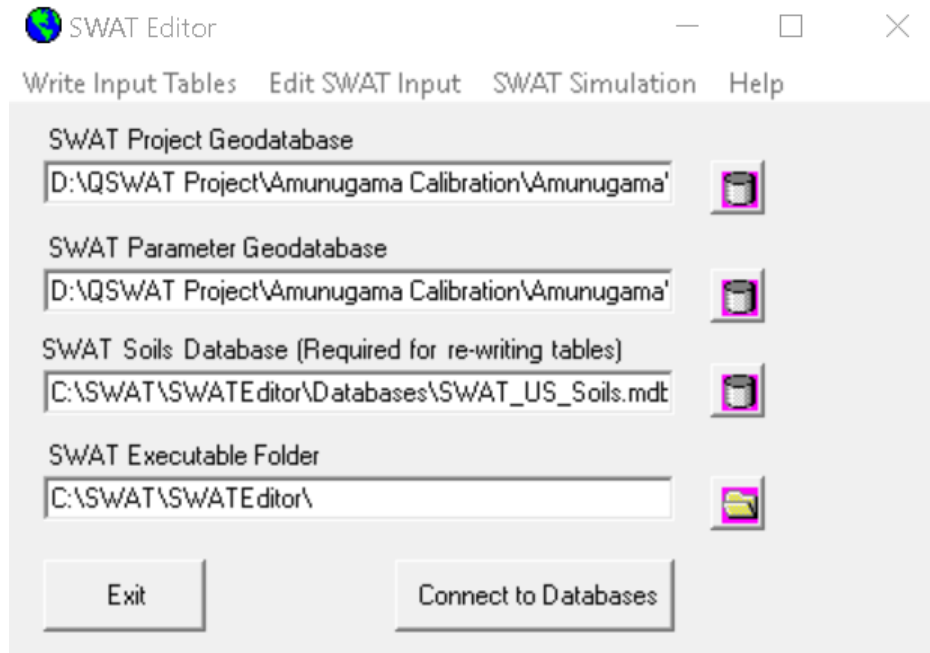 SWAT Editor
Write Input Tables Edit SWAT Input SWAT Simulation Help
SWAT Project Geodatabase
D:\QSWAT Project\Amunugama Calibration\Amunugama'
SWAT Parameter Geodatabase
D:\QSWAT Project\Amunugama Calibration\Amunugama'
SWAT Soils Database (Required for re-writing tables)
C:\SWAT\SWATEditor\Databases\SWAT_US_Soils.mdb
SWAT Executable Folder
C:\SWAT\SWATEditor\
Exit Connect to Databases